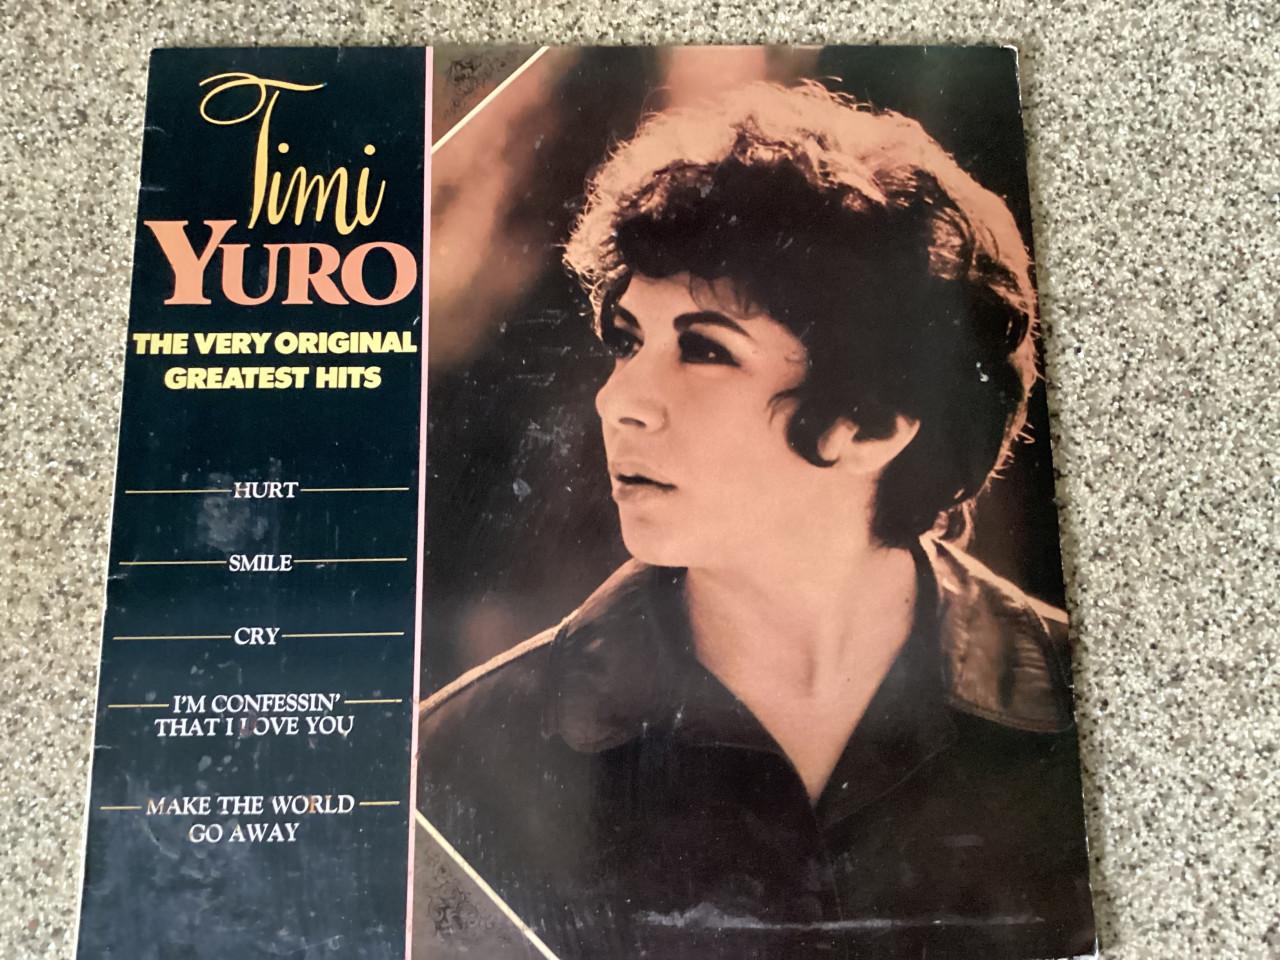 Timi
YURO
THE VERY ORIGINAL
GREATEST HITS
HURT
SMILE
CRY
I'M CONFESSIN'
THAT I LOVE YOU
MAKE THE WORLD
GO AWAY